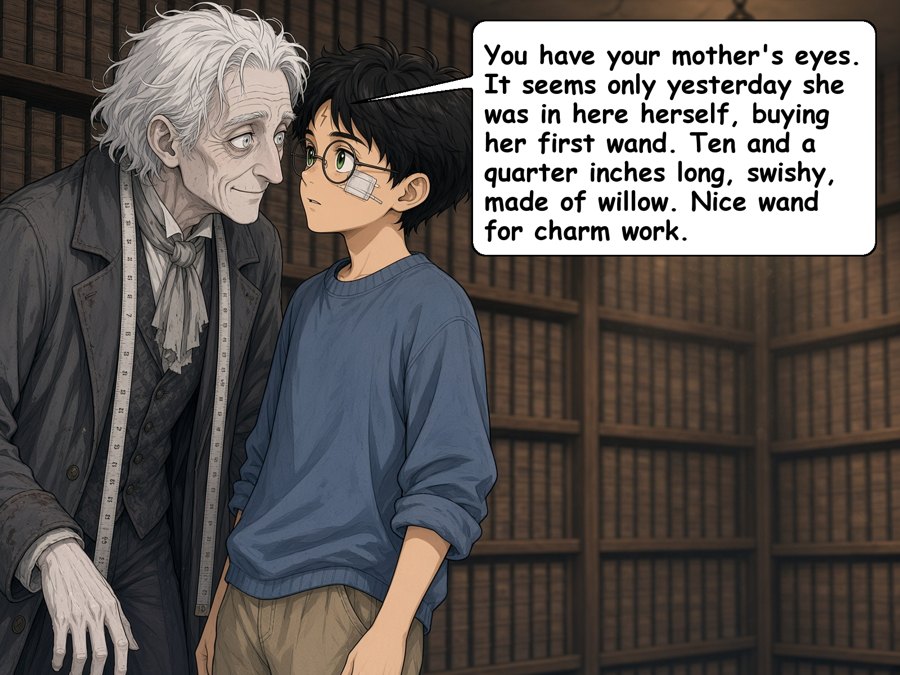 You have your mother's eyes.
It seems only yesterday she
was in here herself, buying
her first wand. Ten and a
quarter inches long, swishy,
made of willow. Nice wand
for charm work.